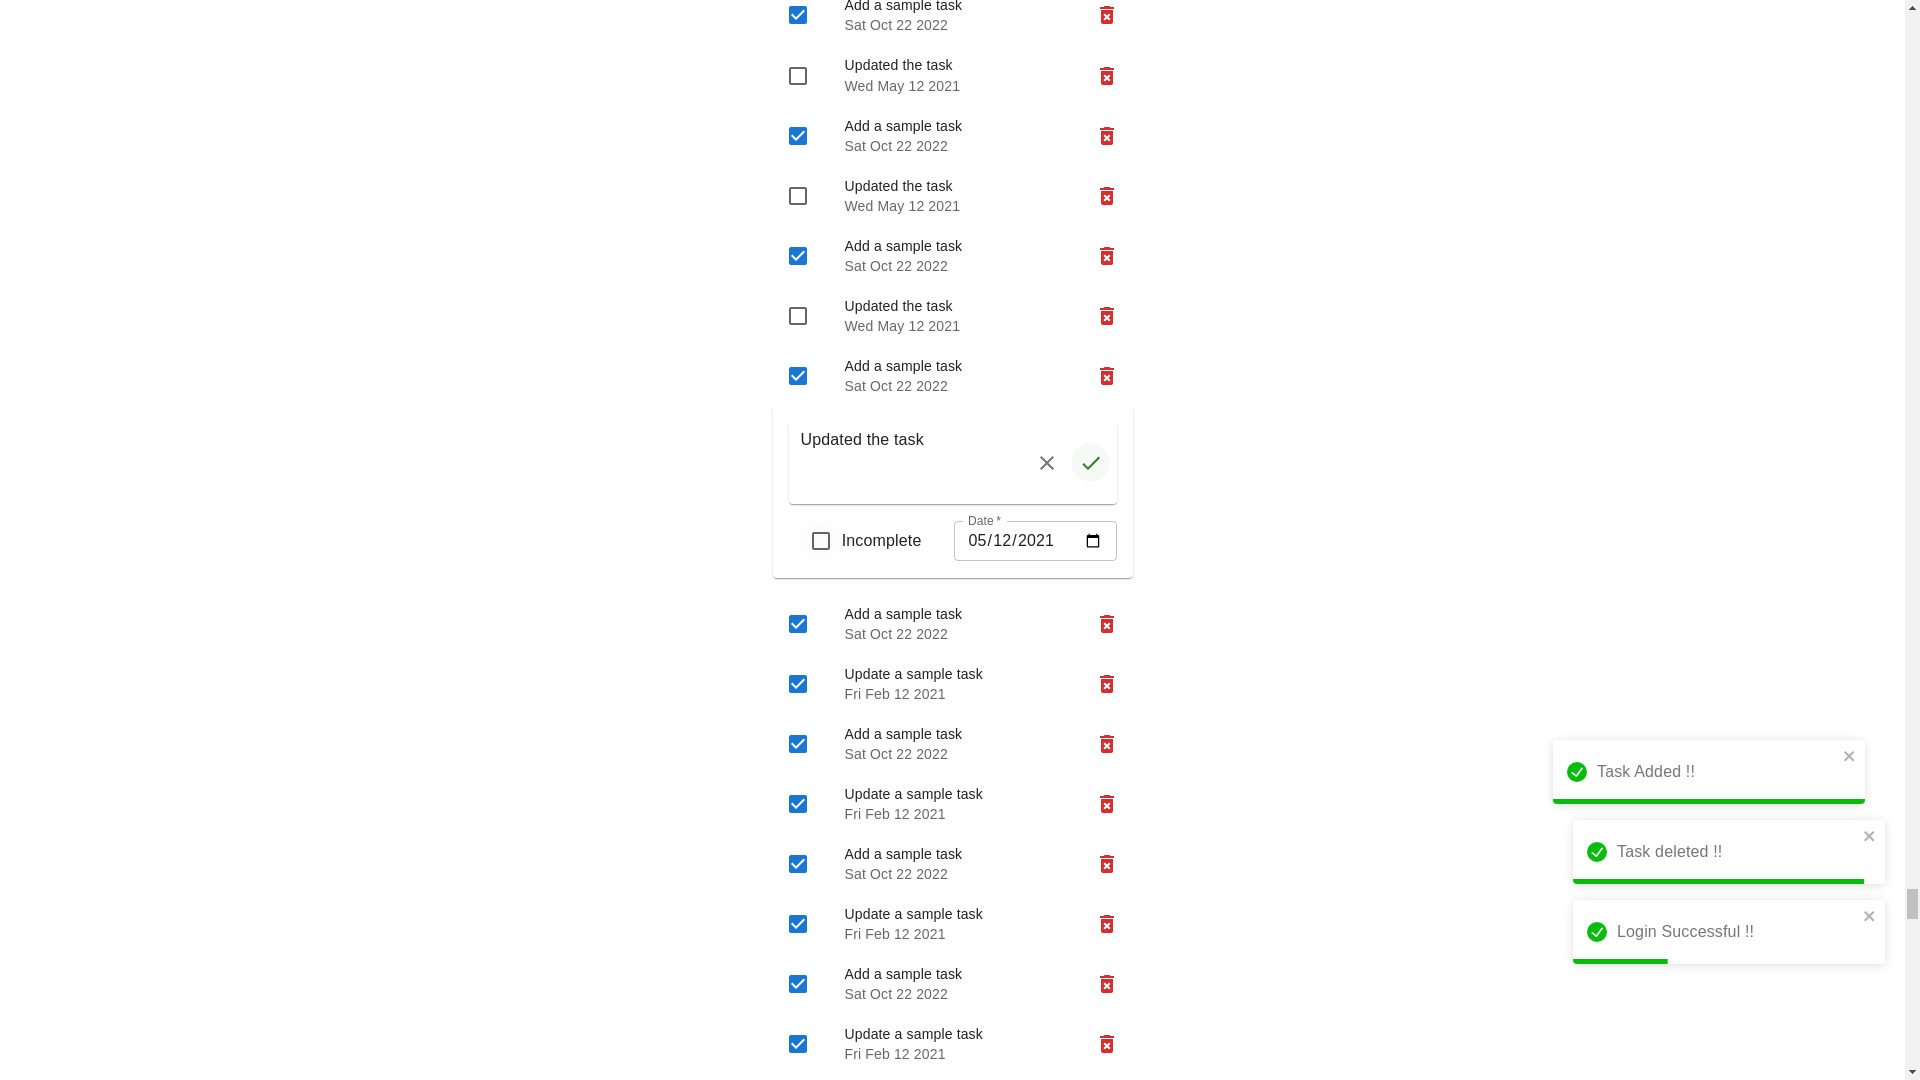 Add a sample task
Sat Oct 22 2022
Updated the task
Wed May 12 2021
Add a sample task
Sat Oct 22 2022
Updated the task
Wed May 12 2021
Add a sample task
Sat Oct 22 2022
Updated the task
Wed May 12 2021
Add a sample task
Sat Oct 22 2022
Updated the task
Date *
Incomplete 05/12/2021
Add a sample task
Sat Oct 22 2022
Update a sample task
Fri Feb 12 2021
Add a sample task
Sat Oct 22 2022
Update a sample task
Fri Feb 12 2021
Add a sample task
Sat Oct 22 2022
Update a sample task
Fri Feb 12 2021
Add a sample task
Sat Oct 22 2022
Update a sample task
Fri Feb 12 2021
Task Added !!
Task deleted !!
Login Successful !!